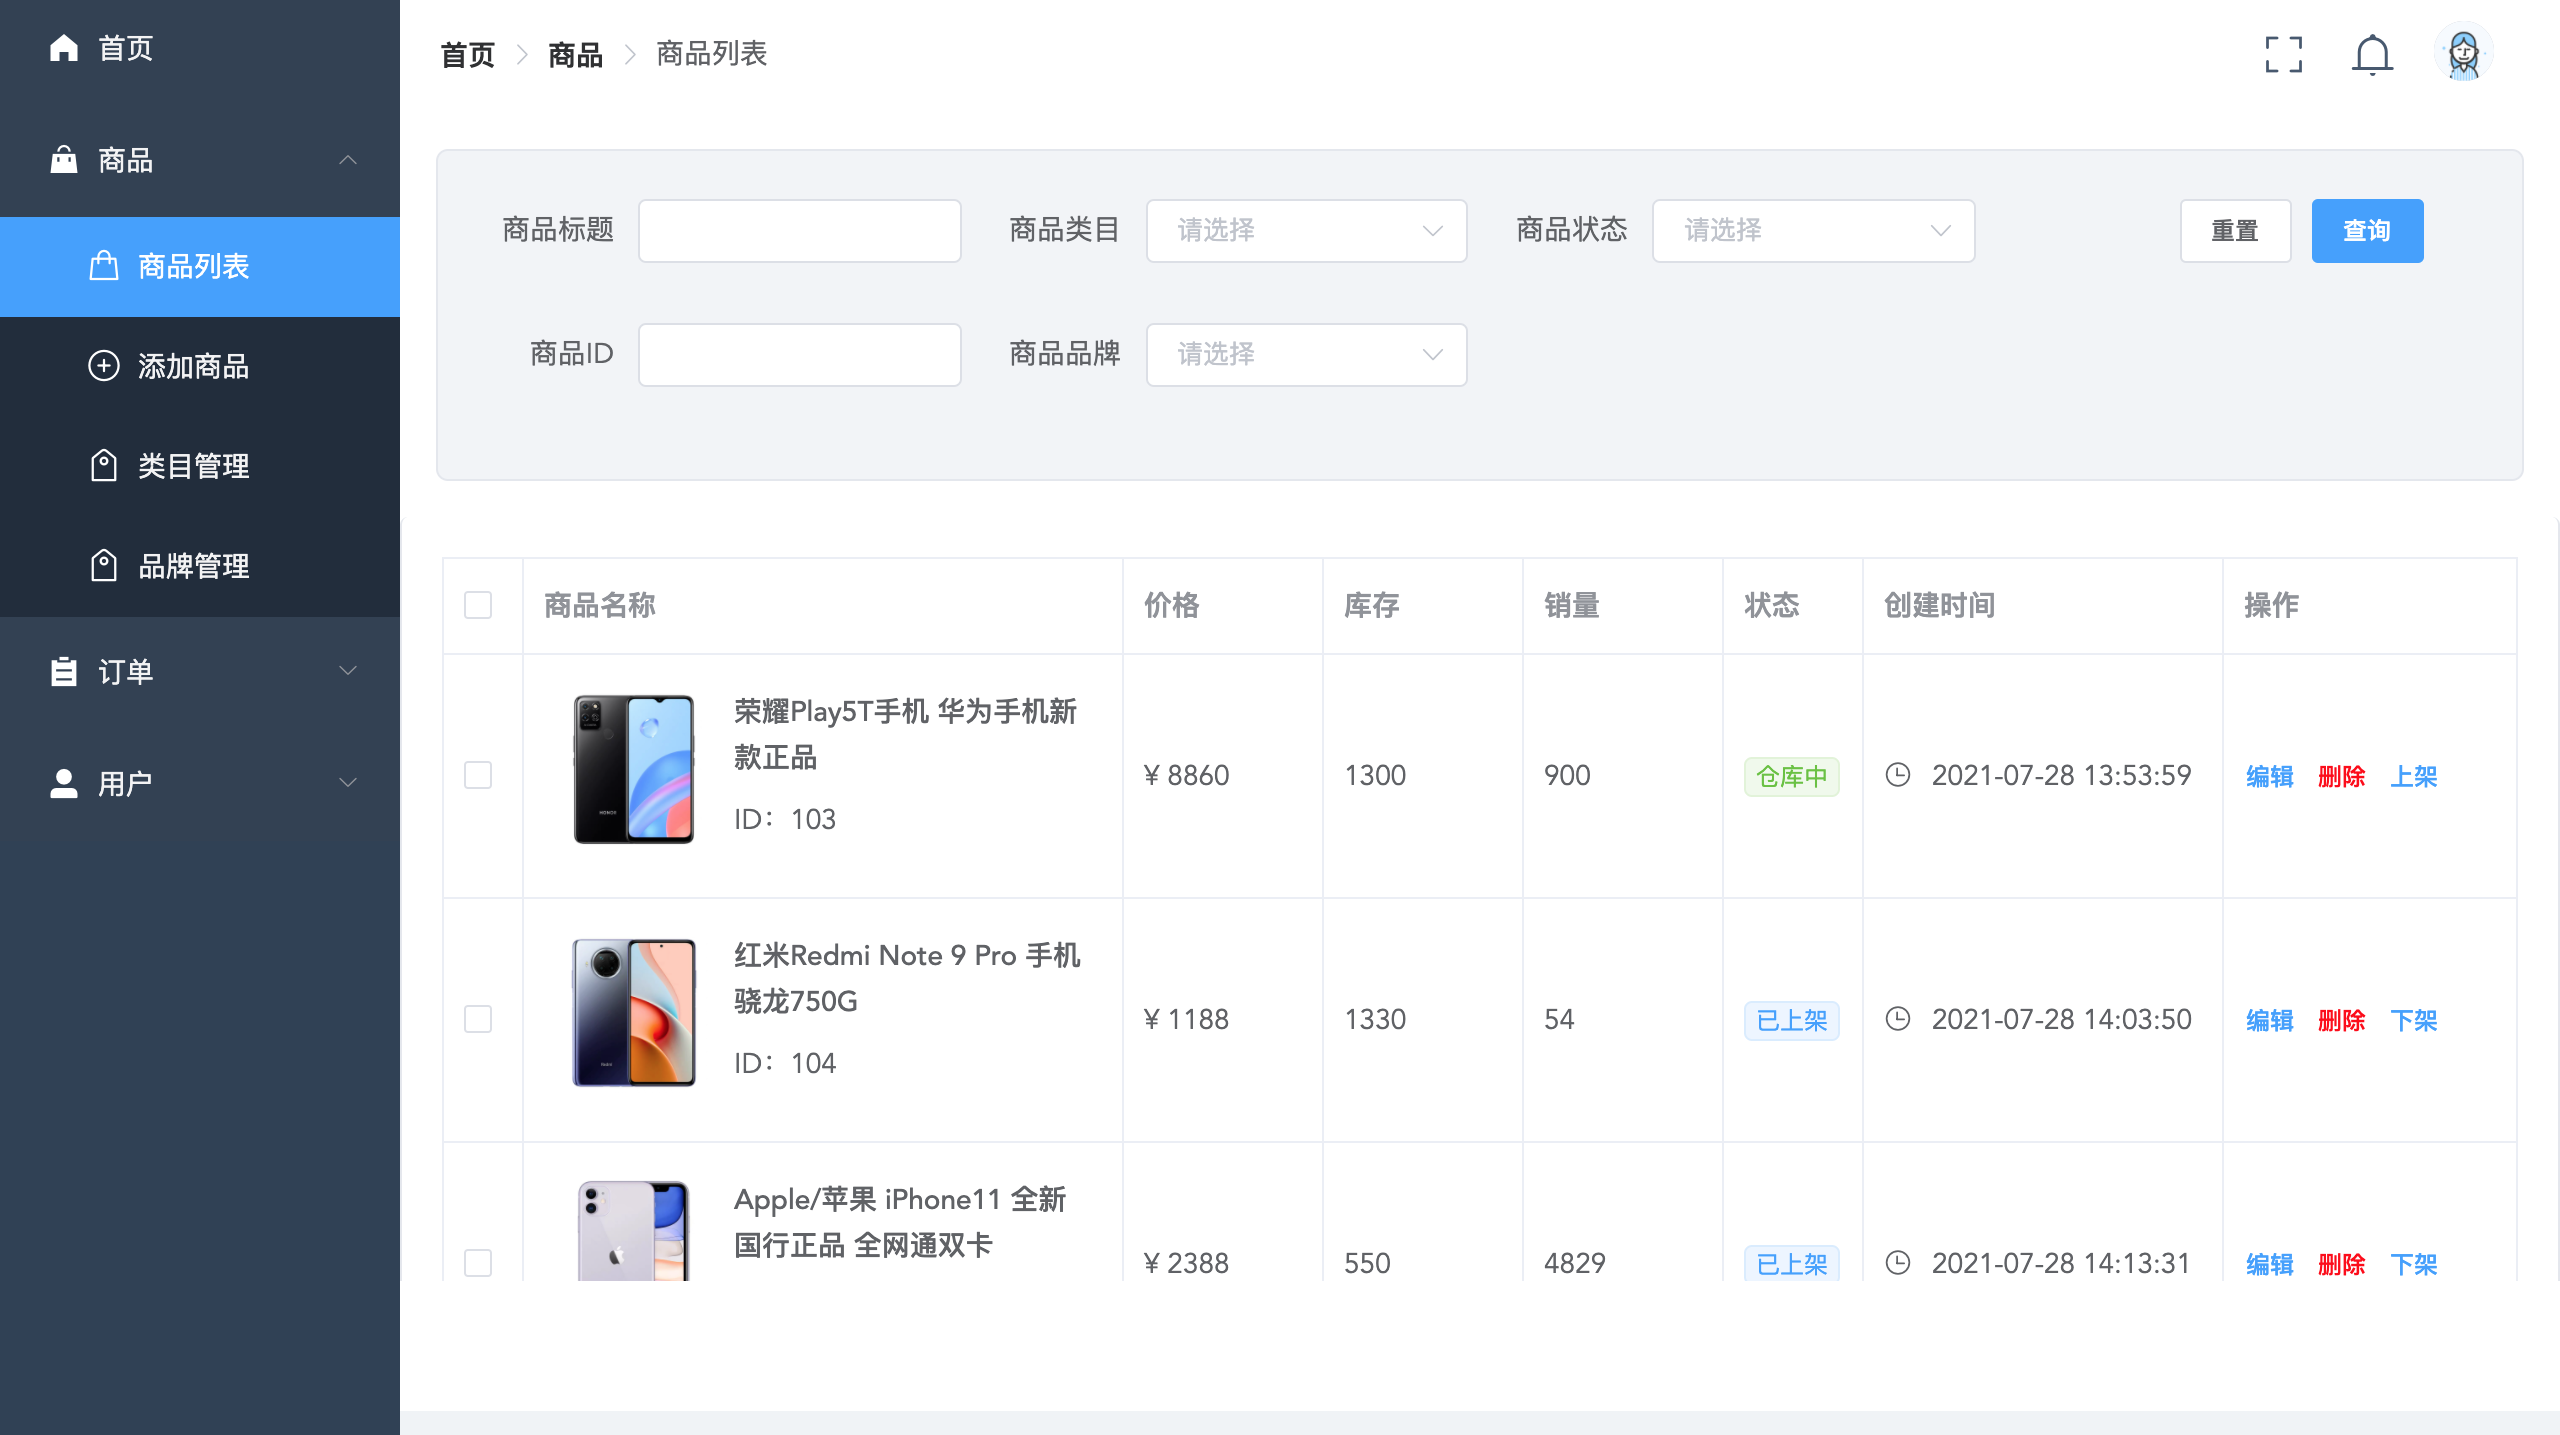 首页
商品
商品列表
添加商品
类目管理
品牌管理
订单
用户
首页 商品 商品列表
商品标题 商品类目 请选择 商品状态 请选择 重置 查询
商品ID 商品品牌 请选择
商品名称 价格 库存 销量 状态 创建时间 操作
荣耀Play5T手机 华为手机新
款正品
ID：103
¥ 8860 1300 900 仓库中 2021-07-28 13:53:59 编辑 删除 上架
红米Redmi Note 9 Pro 手机
骁龙750G
ID：104
¥ 1188 1330 54 已上架 2021-07-28 14:03:50 编辑 删除 下架
Apple/苹果 iPhone11 全新
国行正品 全网通双卡
¥ 2388 550 4829 已上架 2021-07-28 14:13:31 编辑 删除 下架